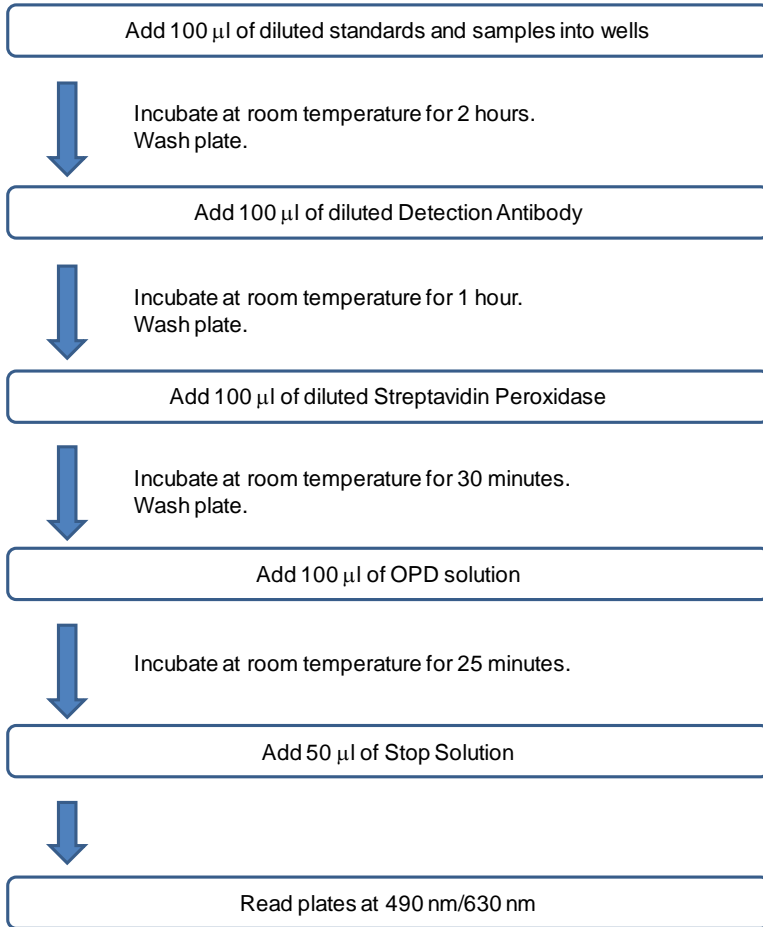 Add 100 μl of diluted standards and samples into wells
Incubate at room temperature for 2 hours.
Wash plate.
Add 100 μl of diluted Detection Antibody
Incubate at room temperature for 1 hour.
Wash plate.
Add 100 μl of diluted Streptavidin Peroxidase
Incubate at room temperature for 30 minutes.
Wash plate.
Add 100 μl of OPD solution
Incubate at room temperature for 25 minutes.
Add 50 μl of Stop Solution
Read plates at 490 nm/630 nm